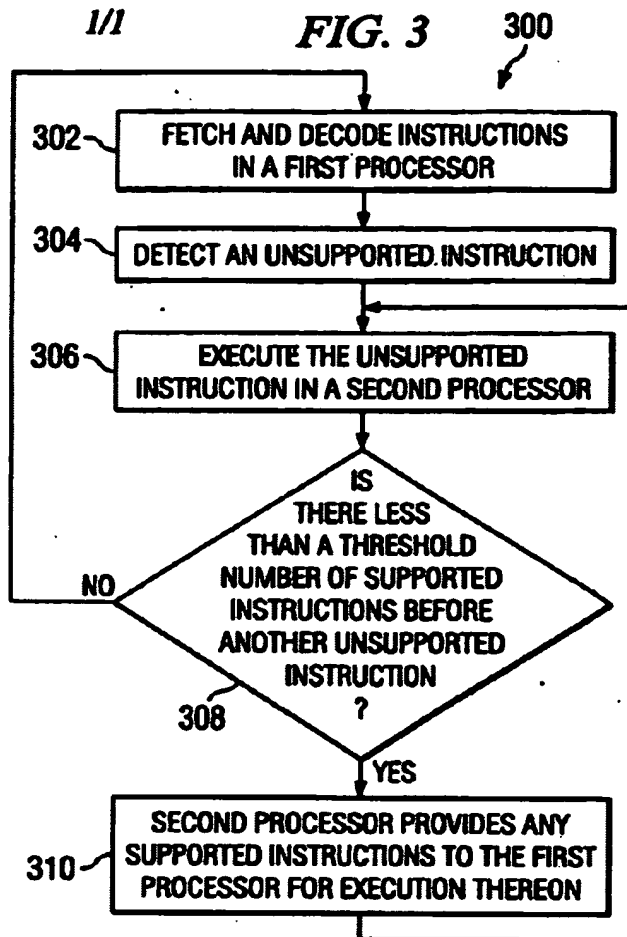 1/1
FIG. 3
300
302
FETCH AND DECODE INSTRUCTIONS
IN A FIRST PROCESSOR
304
DETECT AN UNSUPPORTED INSTRUCTION
306
EXECUTE THE UNSUPPORTED
INSTRUCTION IN A SECOND PROCESSOR
IS
THERE LESS
THAN A THRESHOLD
NUMBER OF SUPPORTED
INSTRUCTIONS BEFORE
ANOTHER UNSUPPORTED
INSTRUCTION
?
NO
308
YES
310
SECOND PROCESSOR PROVIDES ANY
SUPPORTED INSTRUCTIONS TO THE FIRST
PROCESSOR FOR EXECUTION THEREON